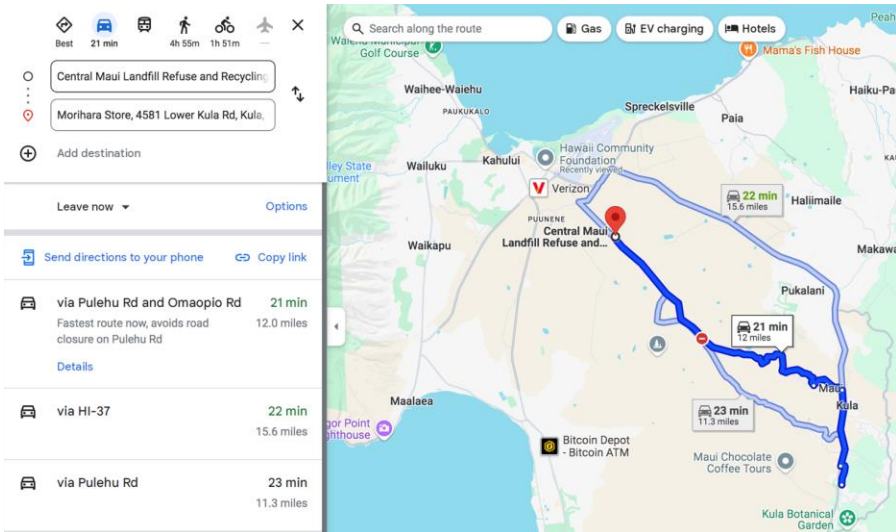 Best
21 min
4h 55m
1h 51m
—
Central Maui Landfill Refuse and Recycling
Morihara Store, 4581 Lower Kula Rd, Kula,
Add destination
Leave now
Options
Send directions to your phone
Copy link
via Pulehu Rd and Omaopio Rd
21 min
Fastest route now, avoids road
closure on Pulehu Rd
12.0 miles
Details
via HI-37
22 min
15.6 miles
via Pulehu Rd
23 min
11.3 miles
Search along the route
Gas
EV charging
Hotels
Golf Course
Mama's Fish House
Peah
Waihee-Waiehu
PAUKUKALO
Spreckelsville
Paia
Haiku-Pa
Hawaii Community
Foundation
Recently viewed
lley State
ument
Wailuku
Kahului
Verizon
22 min
15.6 miles
Haliimaile
PUUNENE
Central Maui
Landfill Refuse and...
Waikapu
Makawa
Pukalani
21 min
12 miles
Kula
23 min
11.3 miles
Maalaea
gor Point
ghthouse
Bitcoin Depot
- Bitcoin ATM
Maui Chocolate
Coffee Tours
Kula Botanical
Garden